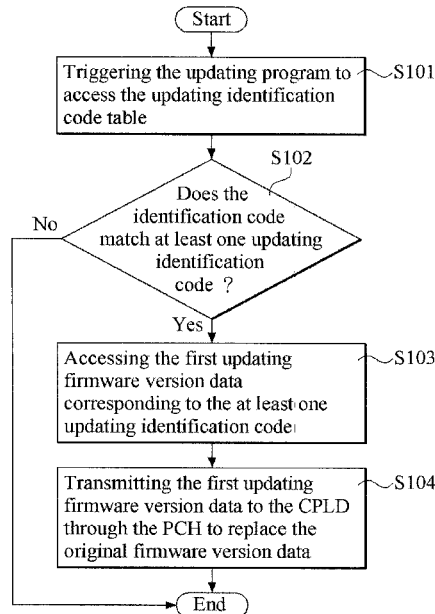 Start
Triggering the updating program to
access the updating identification
code table
S101
S102
Does the
identification code
match at least one updating
identification
code ?
No
Yes
Accessing the first updating
firmware version data
corresponding to the at least one
updating identification code
S103
Transmitting the first updating
firmware version data to the CPLD
through the PCH to replace the
original firmware version data
S104
End